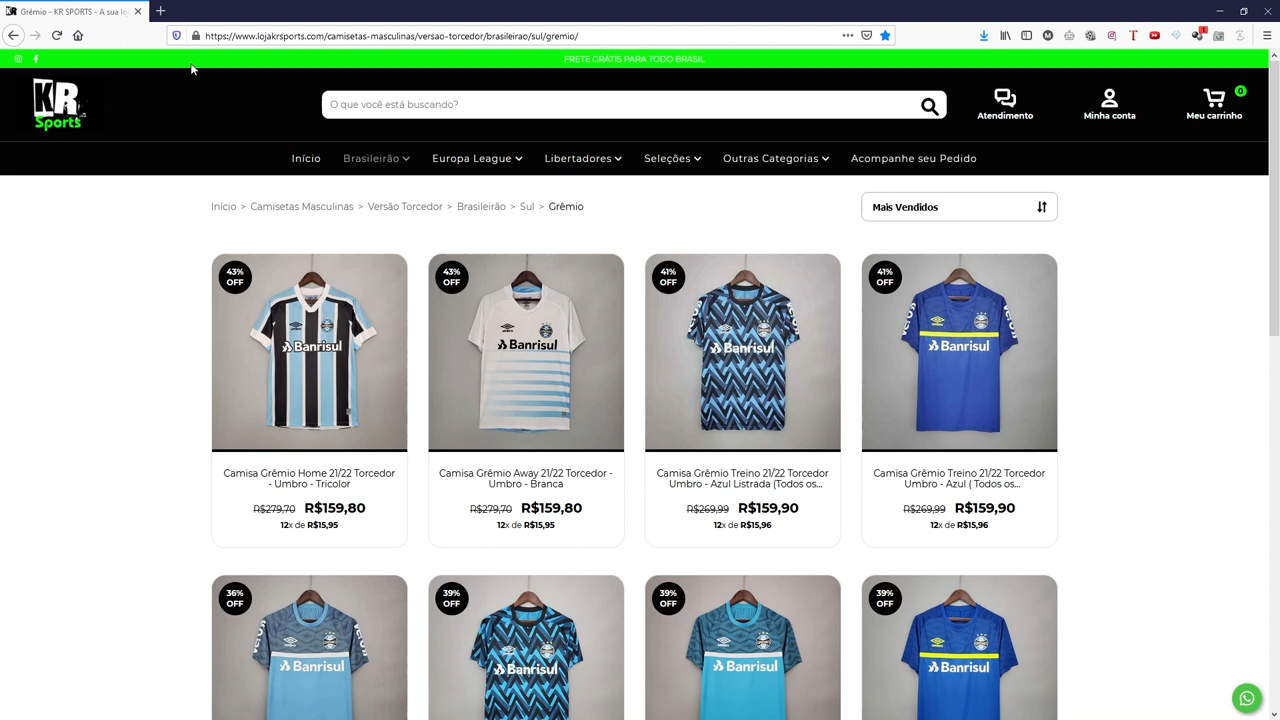 Grêmio - KR SPORTS - A sua lo
https://www.lojakrsports.com/camisetas-masculinas/versao-torcedor/brasileirao/sul/gremio/
FRETE GRÁTIS PARA TODO BRASIL
KR
Sports
O que você está buscando?
Atendimento
Minha conta
0
Meu carrinho
Início
Brasileirão
Europa League
Libertadores
Seleções
Outras Categorias
Acompanhe seu Pedido
Início > Camisetas Masculinas > Versão Torcedor > Brasileirão > Sul > Grêmio
Mais Vendidos
43%
OFF
Banrisul
Camisa Grêmio Home 21/22 Torcedor
- Umbro - Tricolor
R$279,70 R$159,80
12x de R$15,95
43%
OFF
Banrisul
Camisa Grêmio Away 21/22 Torcedor -
Umbro - Branca
R$279,70 R$159,80
12x de R$15,95
41%
OFF
Banrisul
Camisa Grêmio Treino 21/22 Torcedor
Umbro - Azul Listrada (Todos os...
R$269,99 R$159,90
12x de R$15,96
41%
OFF
Banrisul
Camisa Grêmio Treino 21/22 Torcedor
Umbro - Azul ( Todos os...
R$269,99 R$159,90
12x de R$15,96
36%
OFF
Banrisul
39%
OFF
Banrisul
39%
OFF
Banrisul
39%
OFF
Banrisul